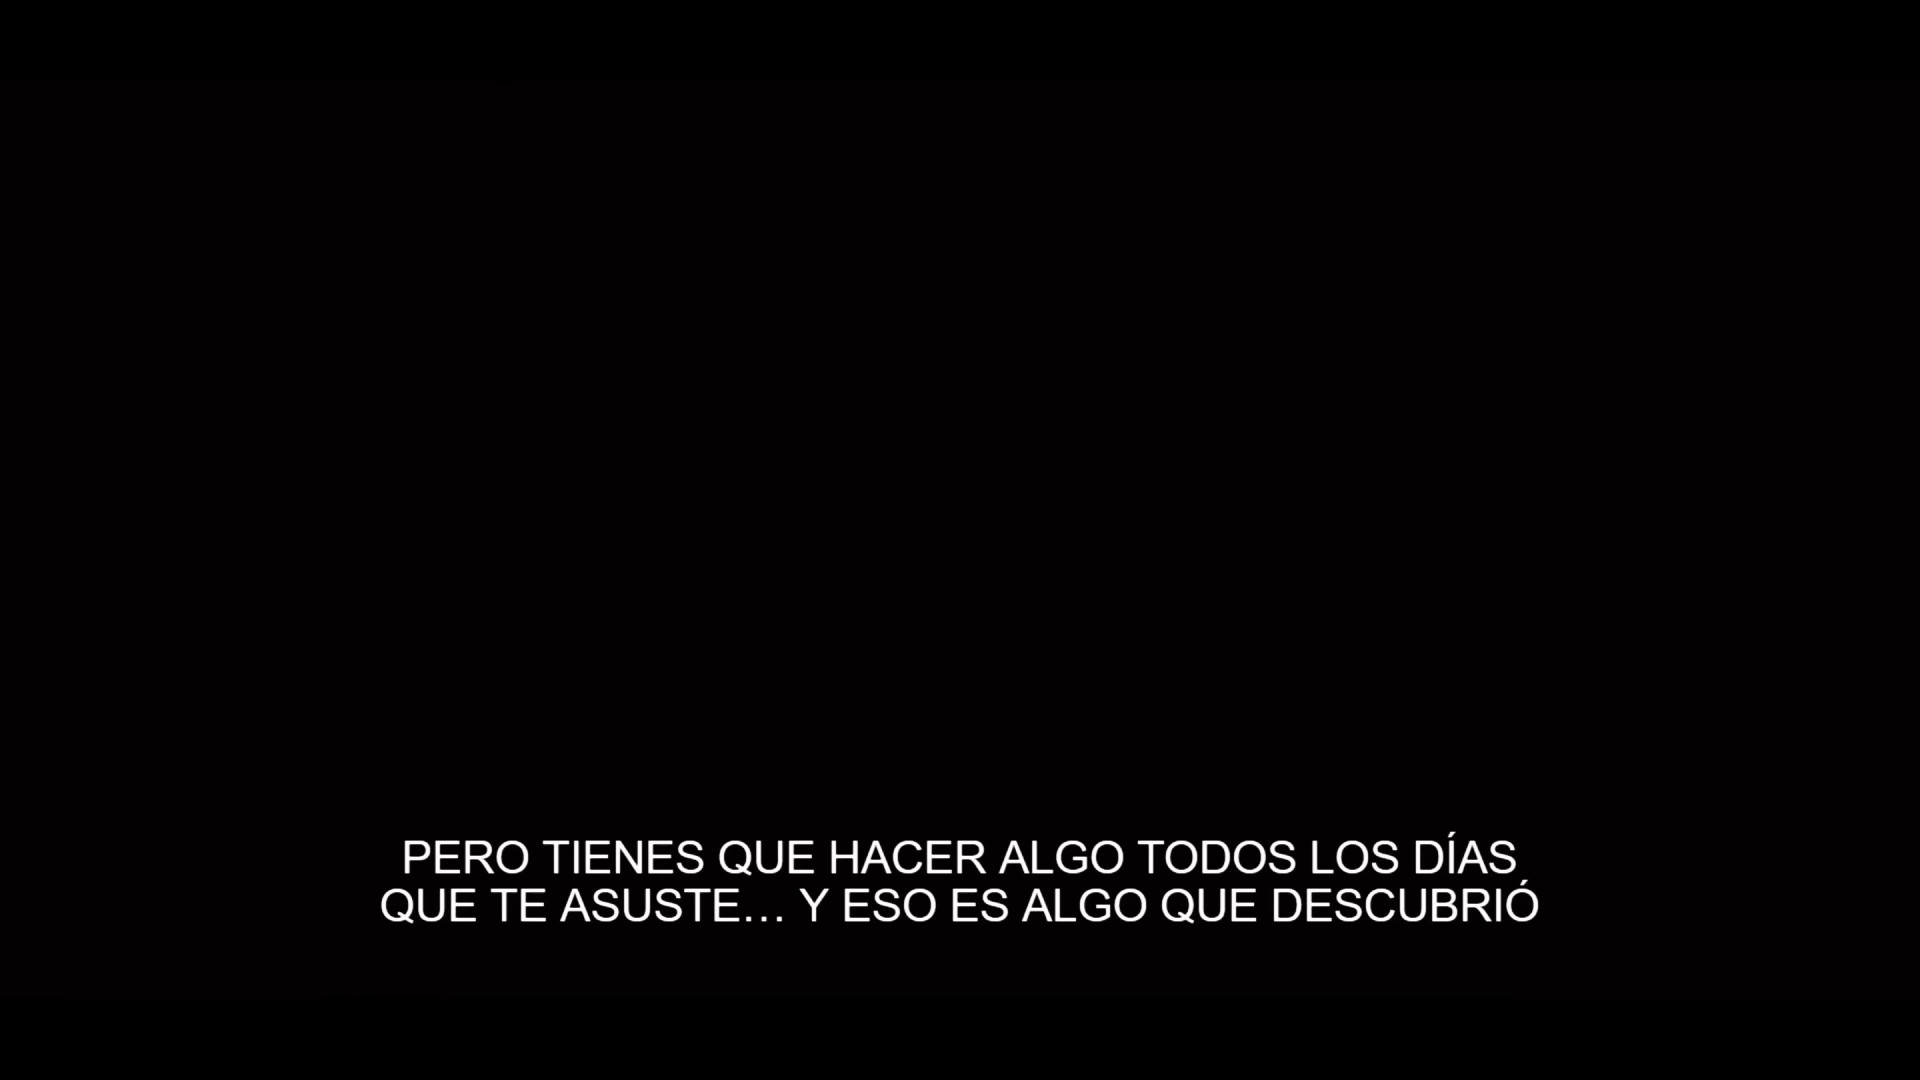 PERO TIENES QUE HACER ALGO TODOS LOS DÍAS
QUE TE ASUSTE… Y ESO ES ALGO QUE DESCUBRIÓ